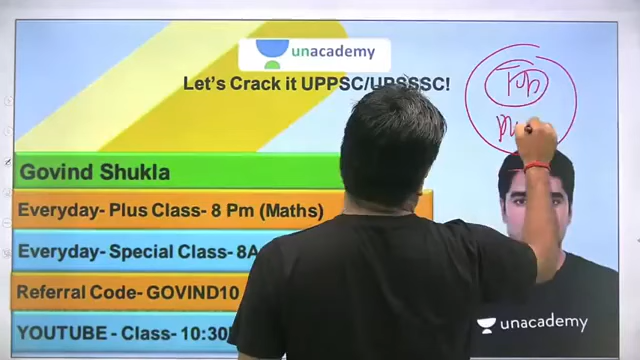 unacademy
Let's Crack it UPPSC/UPSSSC!
Top
Govind Shukla
Everyday- Plus Class- 8 Pm (Maths)
Everyday- Special Class- 8A
Referral Code- GOVIND10
YOUTUBE - Class- 10:30
unacademy